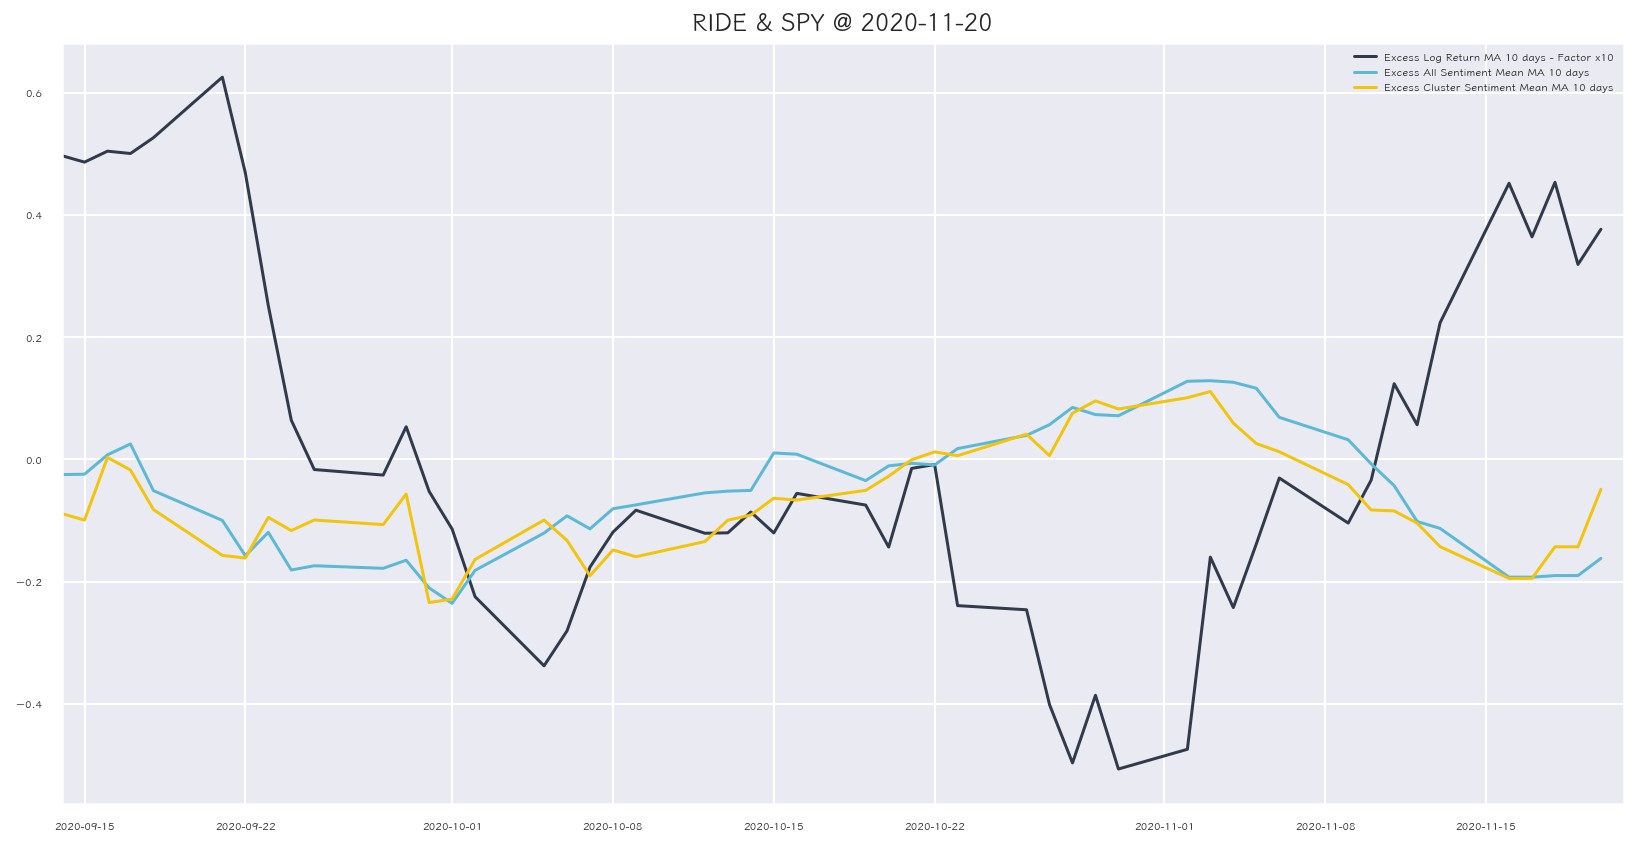 RIDE & SPY @ 2020-11-20
Excess Log Return MA 10 days - Factor x10
Excess All Sentiment Mean MA 10 days
Excess Cluster Sentiment Mean MA 10 days
0.6
0.4
0.2
0.0
−0.2
−0.4
2020-09-15 2020-09-22 2020-10-01 2020-10-08 2020-10-15 2020-10-22 2020-11-01 2020-11-08 2020-11-15